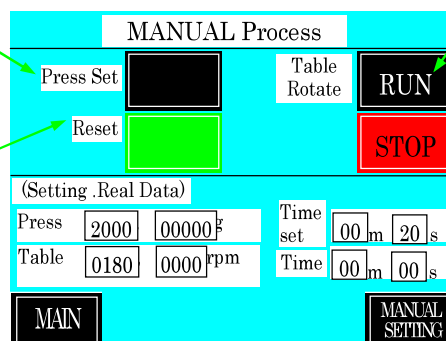 MANUAL Process
Press Set
Table
Rotate
RUN
Reset
STOP
(Setting .Real Data)
Press 2000 00000 g
Time
set 00 m 20 s
Table 0180 0000 rpm
Time 00 m 00 s
MAIN
MANUAL
SETTING